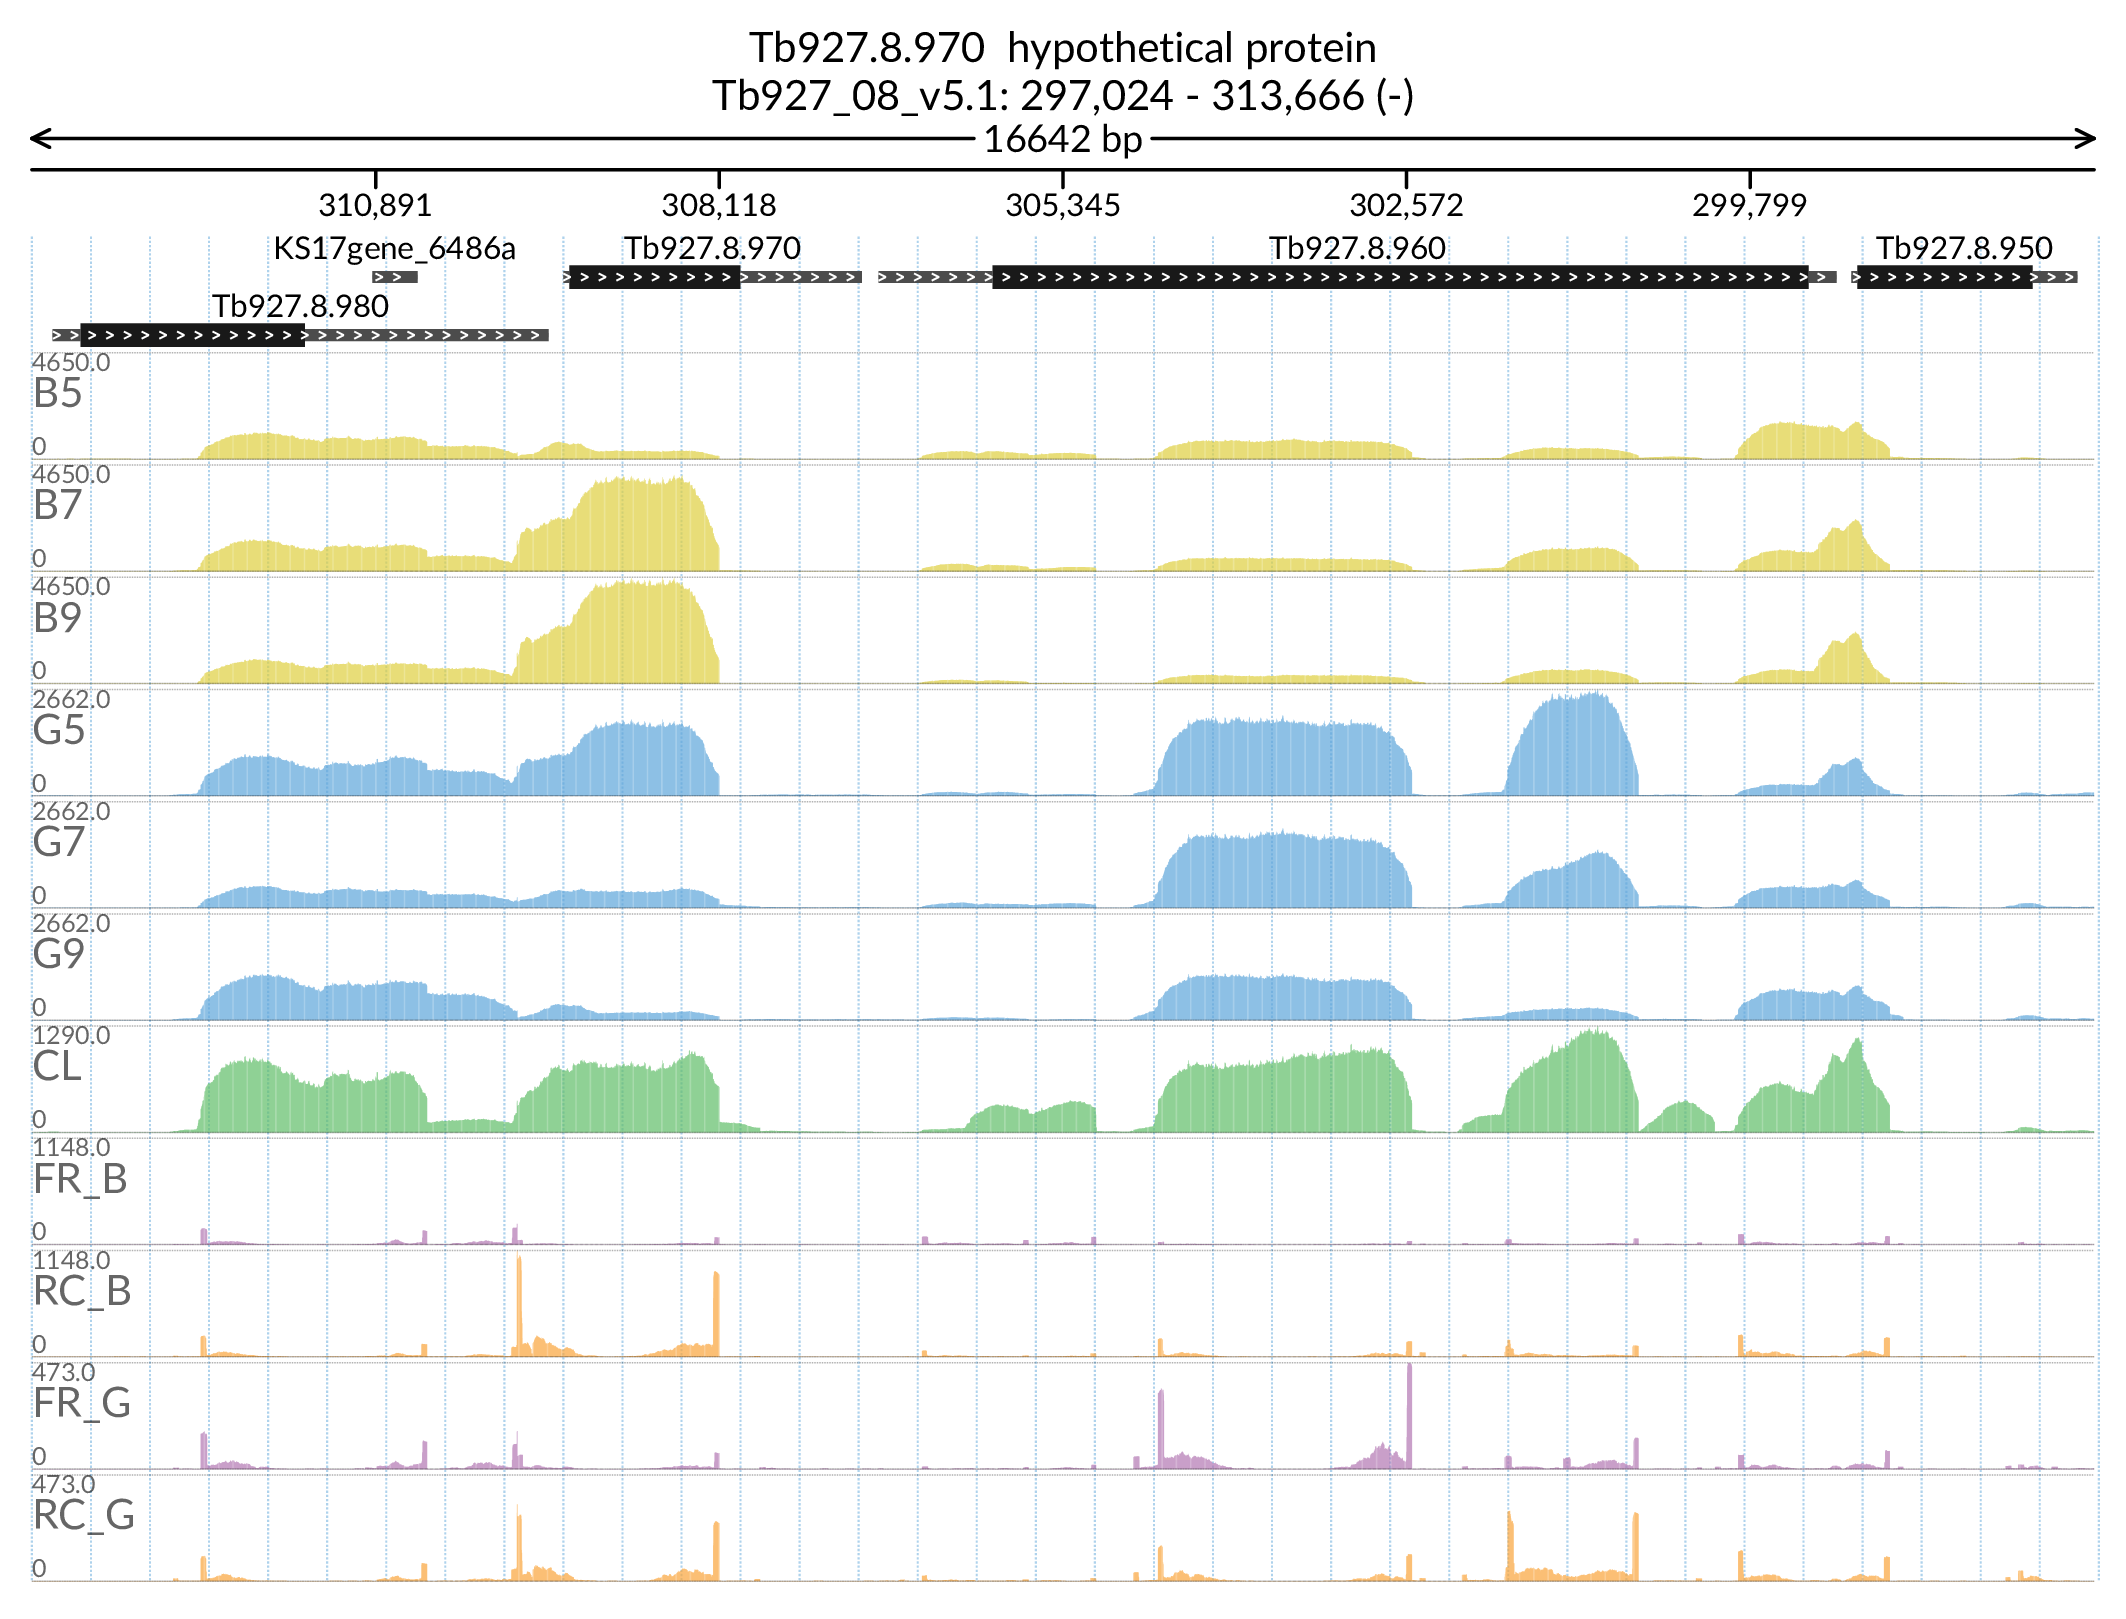 Tb927.8.970 hypothetical protein
Tb927_08_v5.1: 297,024 - 313,666 (-)
16642 bp
310,891 308,118 305,345 302,572 299,799
KS17gene_6486a Tb927.8.970 Tb927.8.960 Tb927.8.950
Tb927.8.980
4650.0
B5
0
4650.0
B7
0
4650.0
B9
0
2662.0
G5
0
2662.0
G7
0
2662.0
G9
0
1290.0
CL
0
1148.0
FR_B
0
1148.0
RC_B
0
473.0
FR_G
0
473.0
RC_G
0